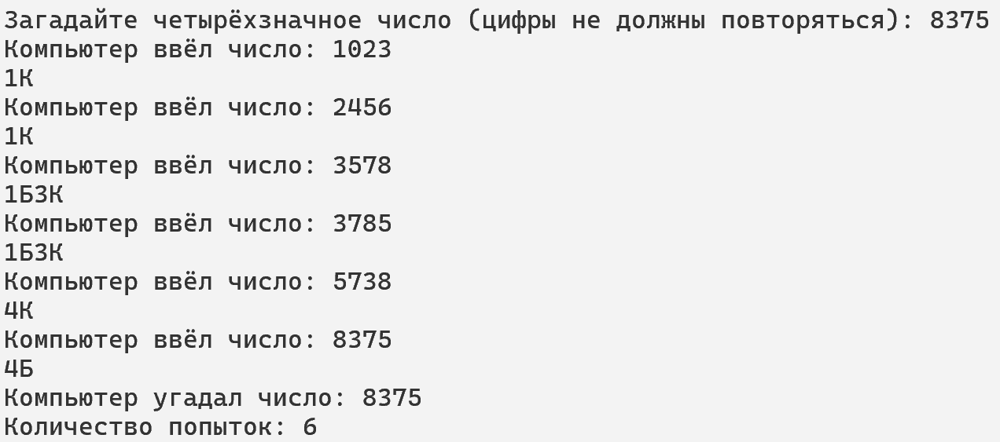 Загадайте четырёхзначное число (цифры не должны повторяться): 8375
Компьютер ввёл число: 1023
1К
Компьютер ввёл число: 2456
1К
Компьютер ввёл число: 3578
1Б3К
Компьютер ввёл число: 3785
1Б3К
Компьютер ввёл число: 5738
4К
Компьютер ввёл число: 8375
4Б
Компьютер угадал число: 8375
Количество попыток: 6